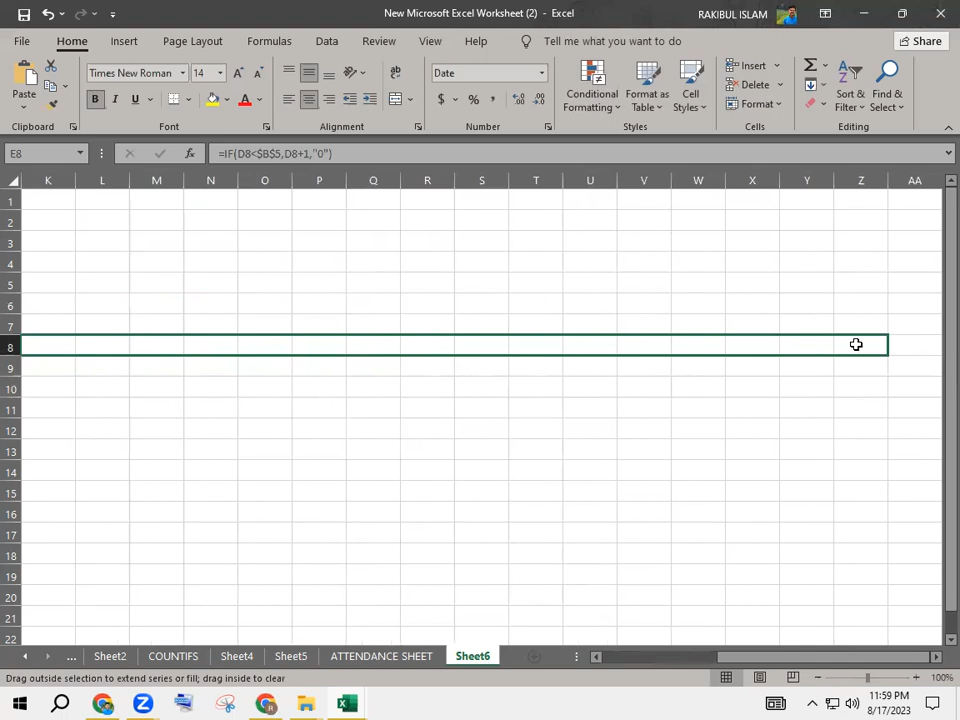 New Microsoft Excel Worksheet (2) - Excel
RAKIBUL ISLAM
File Home Insert Page Layout Formulas Data Review View Help Tell me what you want to do Share
Paste
Times New Roman 14
B I U A
ab
Date
$ % , .00 .0
Conditional Formatting
Format as Table
Cell Styles
Insert
Delete
Format
Sort & Filter
Find & Select
Clipboard Font Alignment Number Styles Cells Editing
E8 fx =IF(D8<$B$5,D8+1,"0")
K L M N O P Q R S T U V W X Y Z AA
1
2
3
4
5
6
7
8
9
10
11
12
13
14
15
16
17
18
19
20
21
22
... Sheet2 COUNTIFS Sheet4 Sheet5 ATTENDANCE SHEET Sheet6
Drag outside selection to extend series or fill; drag inside to clear
100%
11:59 PM
8/17/2023